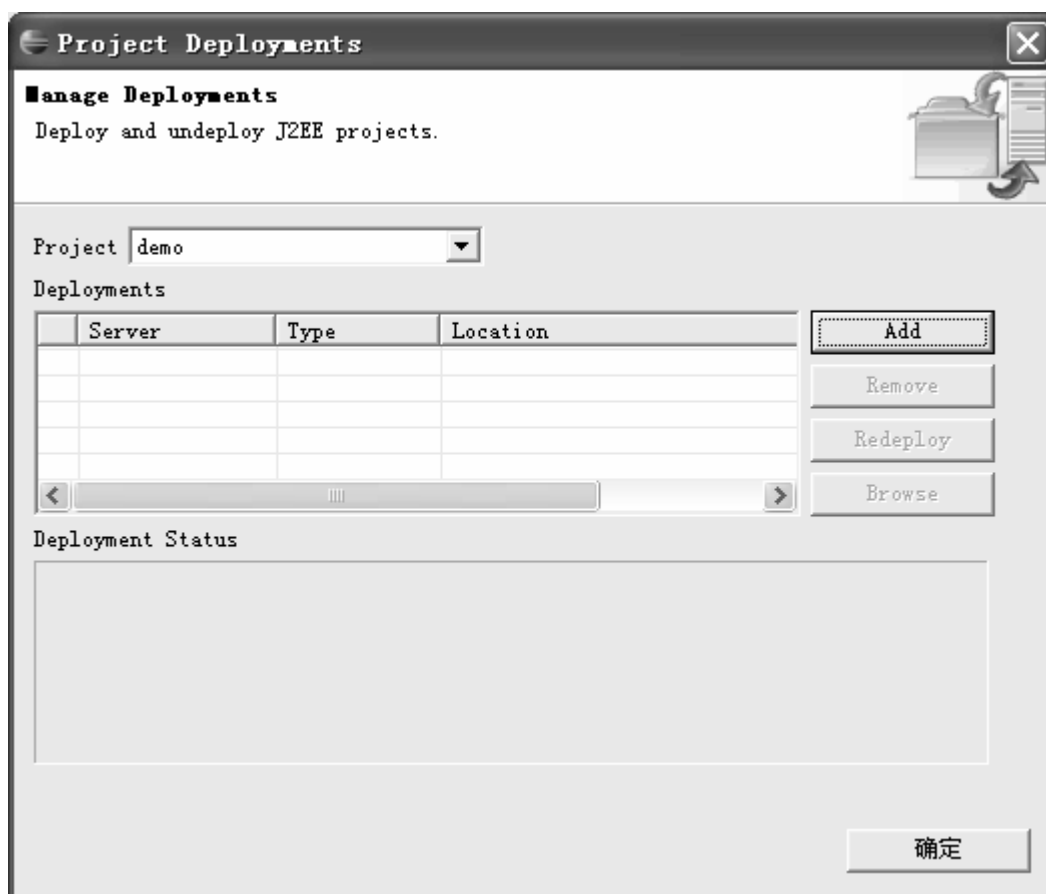 Project Deployments
Manage Deployments
Deploy and undeploy J2EE projects.
Project demo
Deployments
Server Type Location
Add
Remove
Redeploy
Browse
Deployment Status
确定